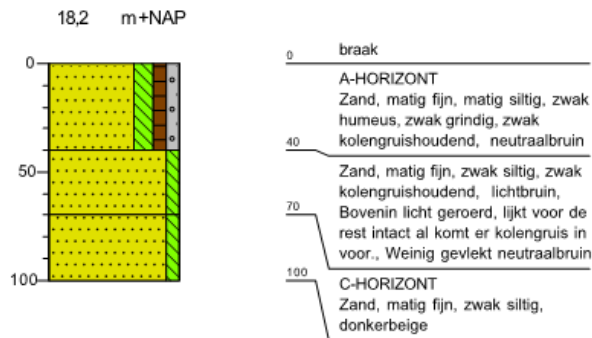 18,2 m+NAP
0
50
100
0 braak
A-HORIZONT
Zand, matig fijn, matig siltig, zwak
humeus, zwak grindig, zwak
kolengruishoudend, neutraalbruin
40
Zand, matig fijn, zwak siltig, zwak
kolengruishoudend, lichtbruin,
Bovenin licht geroerd, lijkt voor de
rest intact al komt er kolengruis in
voor., Weinig gevlekt neutraalbruin
70
100
C-HORIZONT
Zand, matig fijn, zwak siltig,
donkerbeige